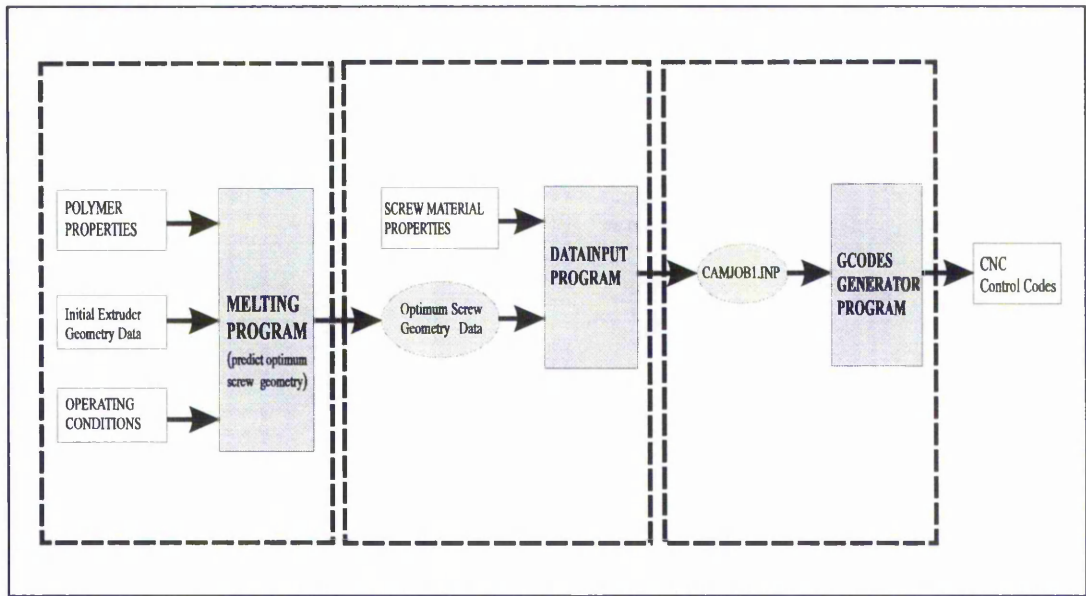 POLYMER
PROPERTIES
Initial Extruder
Geometry Data
OPERATING
CONDITIONS
MELTING
PROGRAM
(predict optimum
screw geometry)
SCREW MATERIAL
PROPERTIES
Optimum Screw
Geometry Data
DATAINPUT
PROGRAM
CAMJOB1.INP
GCODES
GENERATOR
PROGRAM
CNC
Control Codes